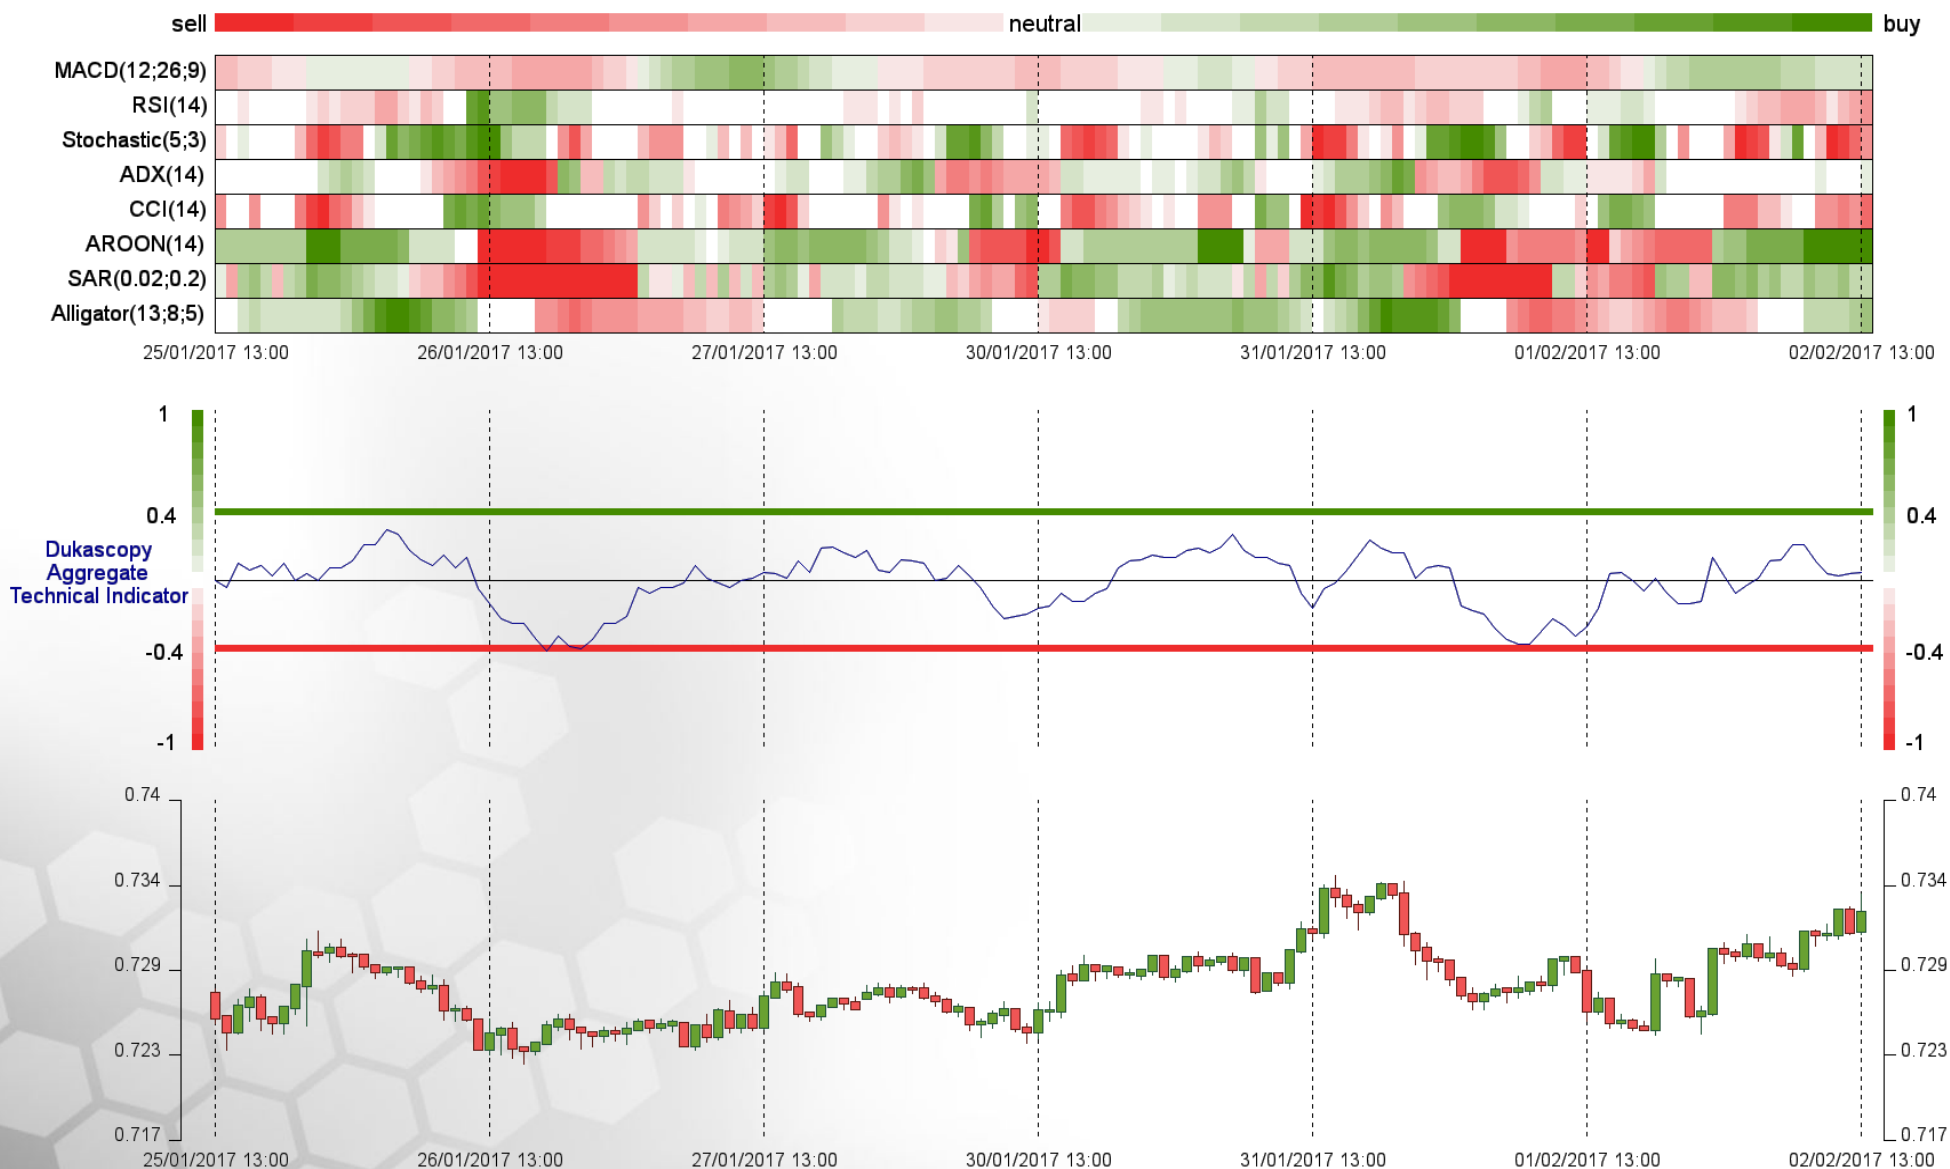 sell neutral buy
MACD(12;26;9)
RSI(14)
Stochastic(5;3)
ADX(14)
CCI(14)
AROON(14)
SAR(0.02;0.2)
Alligator(13;8;5)
25/01/2017 13:00 26/01/2017 13:00 27/01/2017 13:00 30/01/2017 13:00 31/01/2017 13:00 01/02/2017 13:00 02/02/2017 13:00
1 1
0.4 0.4
Dukascopy
Aggregate
Technical Indicator
-0.4 -0.4
-1 -1
0.74 0.74
0.734 0.734
0.729 0.729
0.723 0.723
0.717 0.717
25/01/2017 13:00 26/01/2017 13:00 27/01/2017 13:00 30/01/2017 13:00 31/01/2017 13:00 01/02/2017 13:00 02/02/2017 13:00